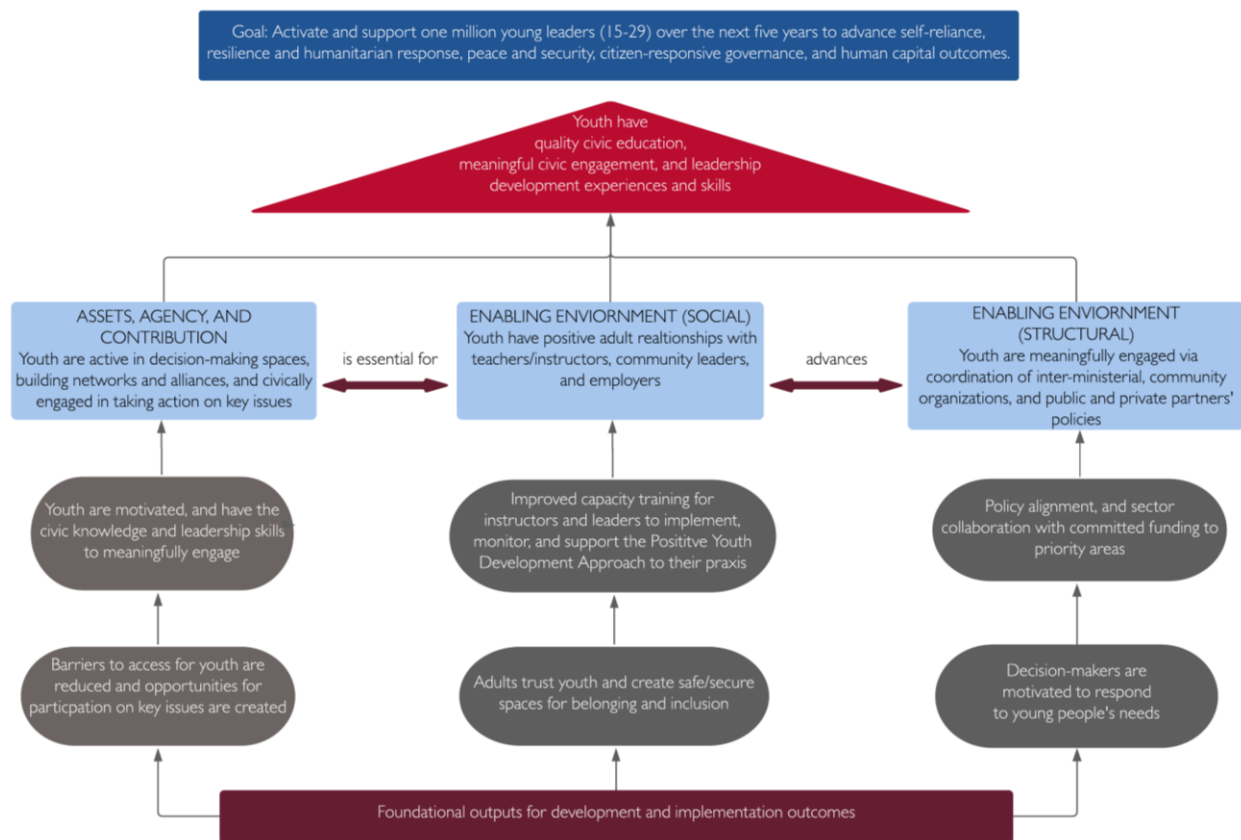 Goal: Activate and support one million young leaders (15-29) over the next five years to advance self-reliance,
resilience and humanitarian response, peace and security, citizen-responsive governance, and human capital outcomes.
Youth have
quality civic education,
meaningful civic engagement, and leadership
development experiences and skills
ASSETS, AGENCY, AND
CONTRIBUTION
Youth are active in decision-making spaces,
building networks and alliances, and civically
engaged in taking action on key issues
is essential for
ENABLING ENVIORNMENT (SOCIAL)
Youth have positive adult realtionships with
teachers/instructors, community leaders,
and employers
advances
ENABLING ENVIORNMENT
(STRUCTURAL)
Youth are meaningfully engaged via
coordination of inter-ministerial, community
organizations, and public and private partners'
policies
Youth are motivated, and have the
civic knowledge and leadership skills
to meaningfully engage
Improved capacity training for
instructors and leaders to implement,
monitor, and support the Posititve Youth
Development Approach to their praxis
Policy alignment, and sector
collaboration with committed funding to
priority areas
Barriers to access for youth are
reduced and opportunities for
particpation on key issues are created
Adults trust youth and create safe/secure
spaces for belonging and inclusion
Decision-makers are
motivated to respond
to young people's needs
Foundational outputs for development and implementation outcomes